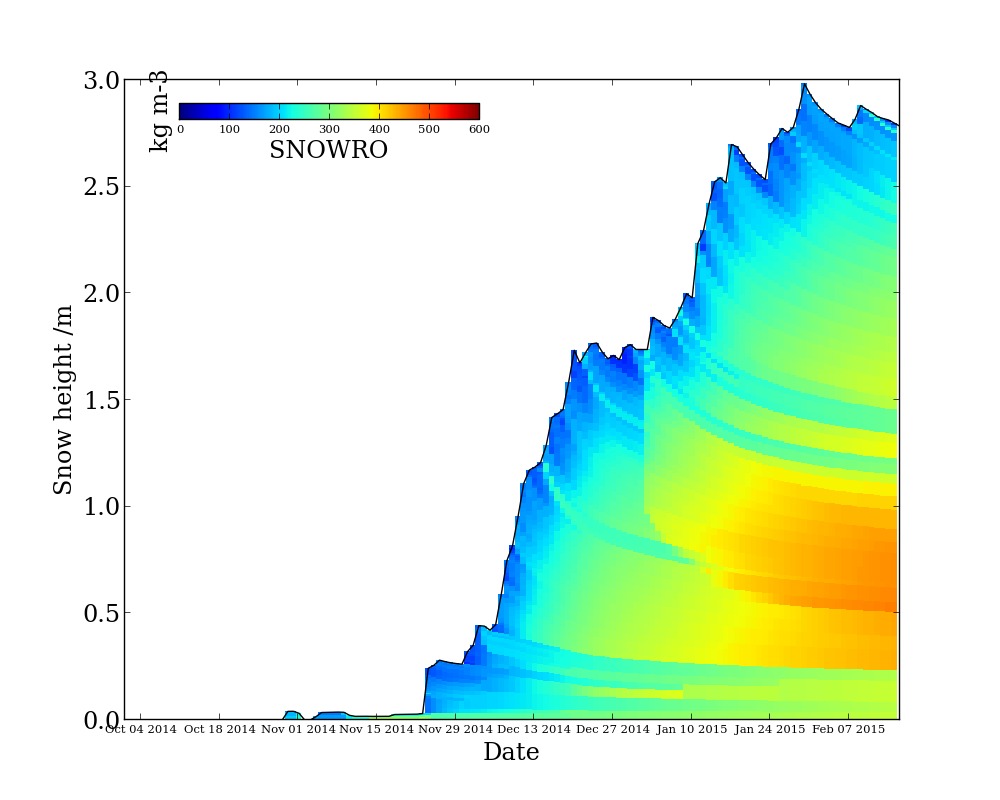 3.0
kg m-3
0 100 200 300 400 500 600
SNOWRO
2.5
2.0
Snow height /m
1.5
1.0
0.5
0.0
Oct 04 2014 Oct 18 2014 Nov 01 2014 Nov 15 2014 Nov 29 2014 Dec 13 2014 Dec 27 2014 Jan 10 2015 Jan 24 2015 Feb 07 2015
Date